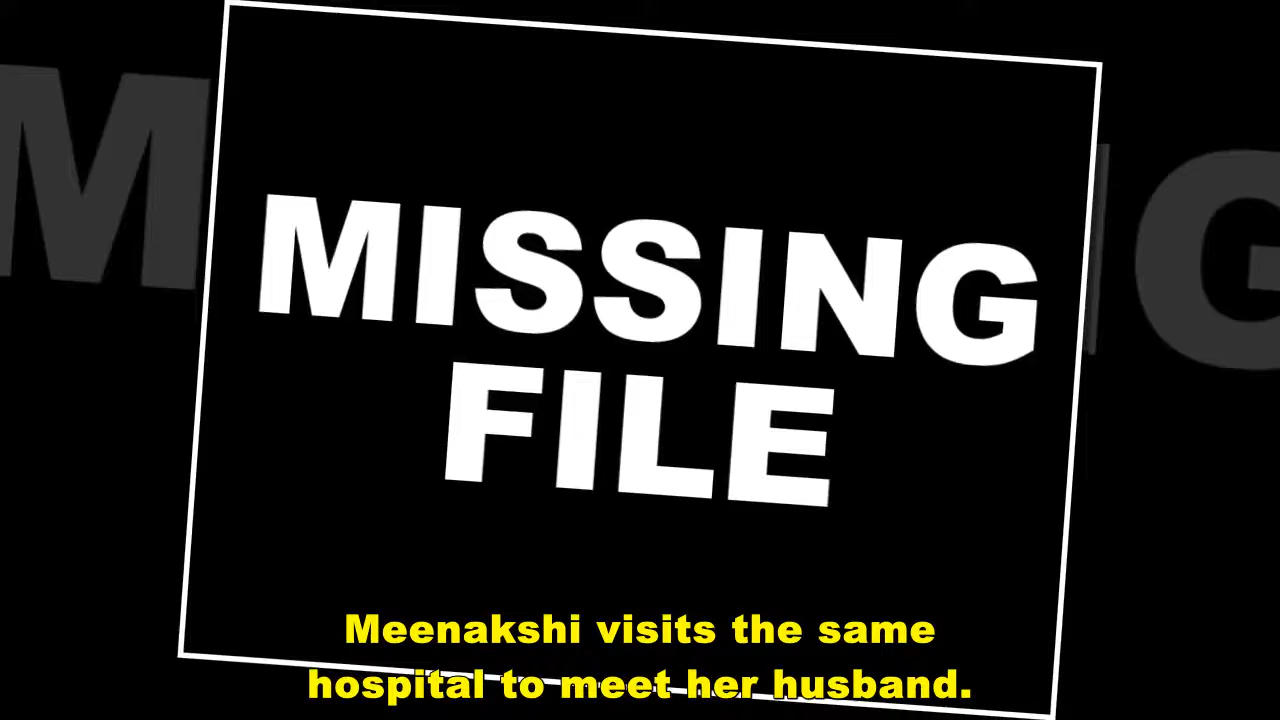 MISSING
FILE
Meenakshi visits the same
hospital to meet her husband.